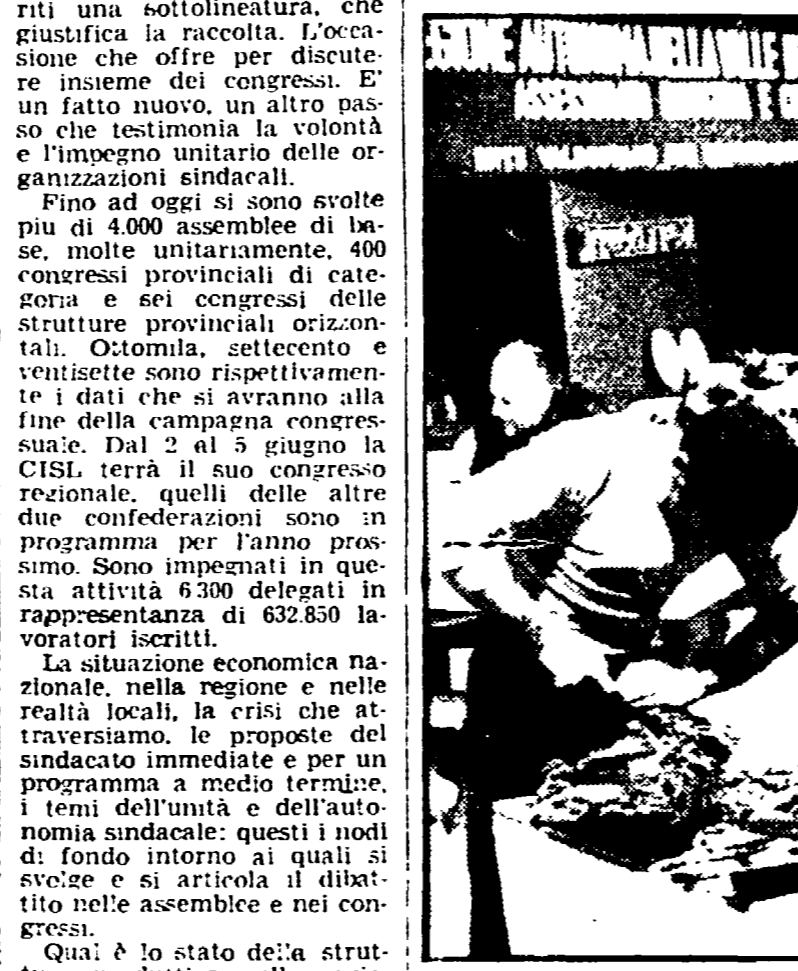 riti una sottolineatura, che
giustifica la raccolta. L'occa-
sione che offre per discute-
re insieme dei congressi. E'
un fatto nuovo, un altro pas-
so che testimonia la volontà
e l'impegno unitario delle or-
ganizzazioni sindacali.
Fino ad oggi si sono svolte
piu di 4.000 assemblee di ba-
se, molte unitariamente, 400
congressi provinciali di cate-
goria e sei congressi delle
strutture provinciali orizzon-
tali. Ottomila, settecento e
ventisette sono rispettivamen-
te i dati che si avranno alla
fine della campagna congres-
suale. Dal 2 al 5 giugno la
CISL terrà il suo congresso
regionale, quelli delle altre
due confederazioni sono in
programma per l'anno pros-
simo. Sono impegnati in que-
sta attività 6 300 delegati in
rappresentanza di 632.850 la-
voratori iscritti.
La situazione economica na-
zionale, nella regione e nelle
realtà locali, la crisi che at-
traversiamo, le proposte del
sindacato immediate e per un
programma a medio termine,
i temi dell'unità e dell'auto-
nomia sindacale: questi i nodi
di fondo intorno ai quali si
svolge e si articola il dibat-
tito nelle assemblee e nei con-
gressi.
Qual è lo stato della strut-